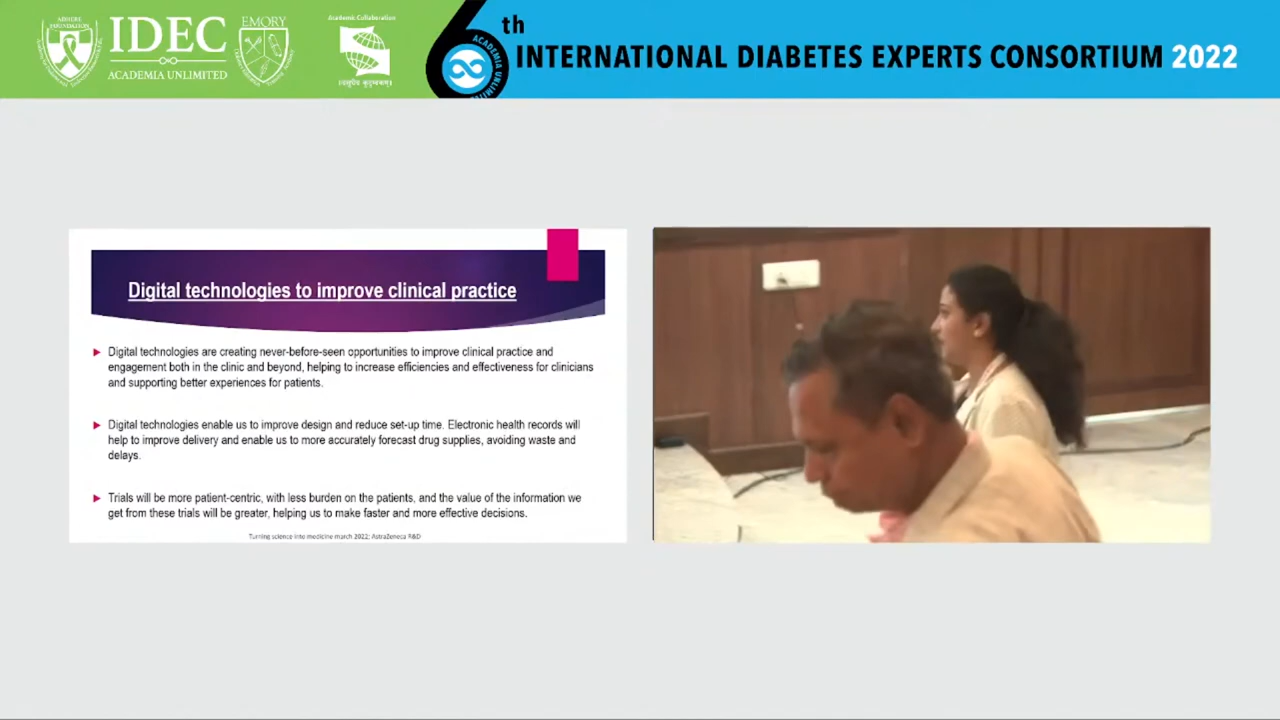 ADHERE
FOUNDATION
IDEC
ACADEMIA UNLIMITED
EMORY
Academic Collaboration
6th
INTERNATIONAL DIABETES EXPERTS CONSORTIUM 2022
Digital technologies to improve clinical practice
Digital technologies are creating never-before-seen opportunities to improve clinical practice and
engagement both in the clinic and beyond, helping to increase efficiencies and effectiveness for clinicians
and supporting better experiences for patients.
Digital technologies enable us to improve design and reduce set-up time. Electronic health records will
help to improve delivery and enable us to more accurately forecast drug supplies, avoiding waste and
delays.
Trials will be more patient-centric, with less burden on the patients, and the value of the information we
get from these trials will be greater, helping us to make faster and more effective decisions.
Turning science into medicine march 2022; AstraZeneca R&D